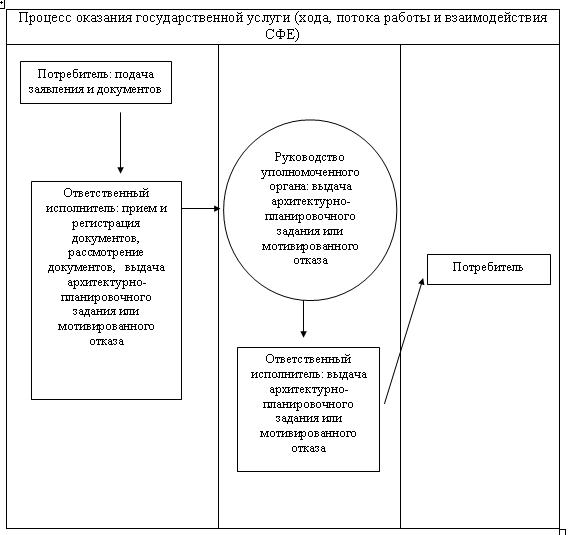 Процесс оказания государственной услуги (хода, потока работы и взаимодействия
СФЕ)
Потребитель: подача
заявления и документов
Ответственный
исполнитель: прием и
регистрация
документов,
рассмотрение
документов, выдача
архитектурно-
планировочного
задания или
мотивированного
отказа
Руководство
уполномоченного
органа: выдача
архитектурно-
планировочного
задания или
мотивированного
отказа
Ответственный
исполнитель: выдача
архитектурно-
планировочного
задания или
мотивированного
отказа
Потребитель